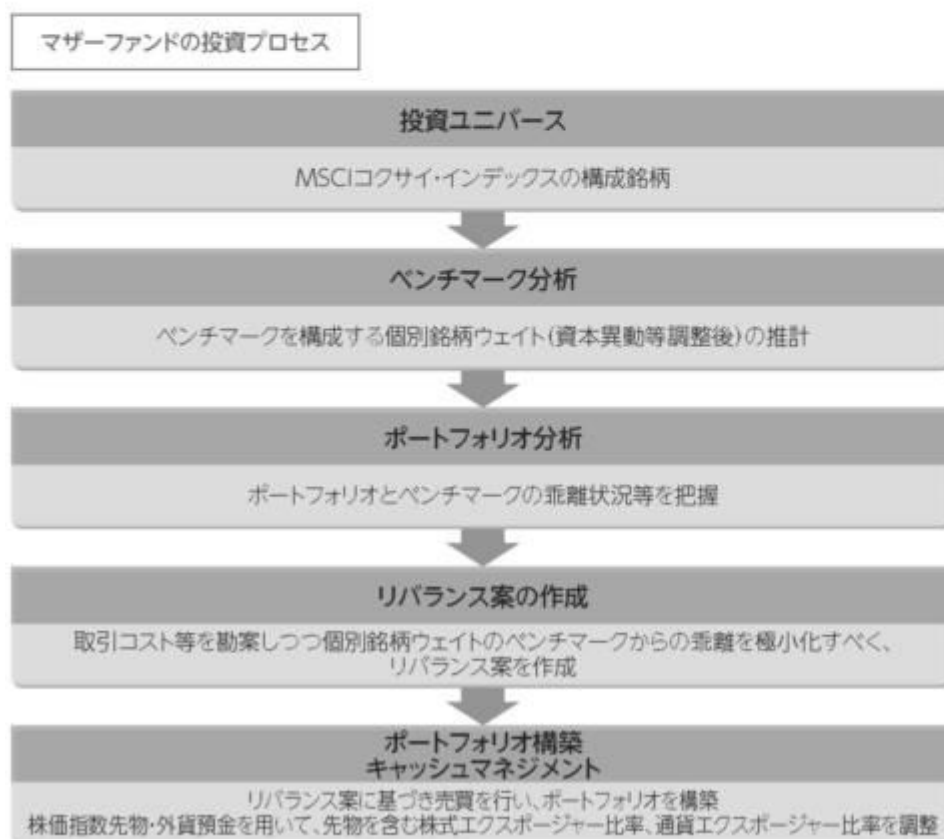 マザーファンドの投資プロセス
投資ユニバース
MSCIコクサイ・インデックスの構成銘柄
ベンチマーク分析
ベンチマークを構成する個別銘柄ウェイト(資本異動等調整後)の推計
ポートフォリオ分析
ポートフォリオとベンチマークの乖離状況等を把握
リバランス案の作成
取引コスト等を勘案しつつ個別銘柄ウェイトのベンチマークからの乖離を極小化すべく、
リバランス案を作成
ポートフォリオ構築
キャッシュマネジメント
リバランス案に基づき売買を行い、ポートフォリオを構築
株価指数先物・外貨預金を用いて、先物を含む株式エクスポージャー比率、通貨エクスポージャー比率を調整